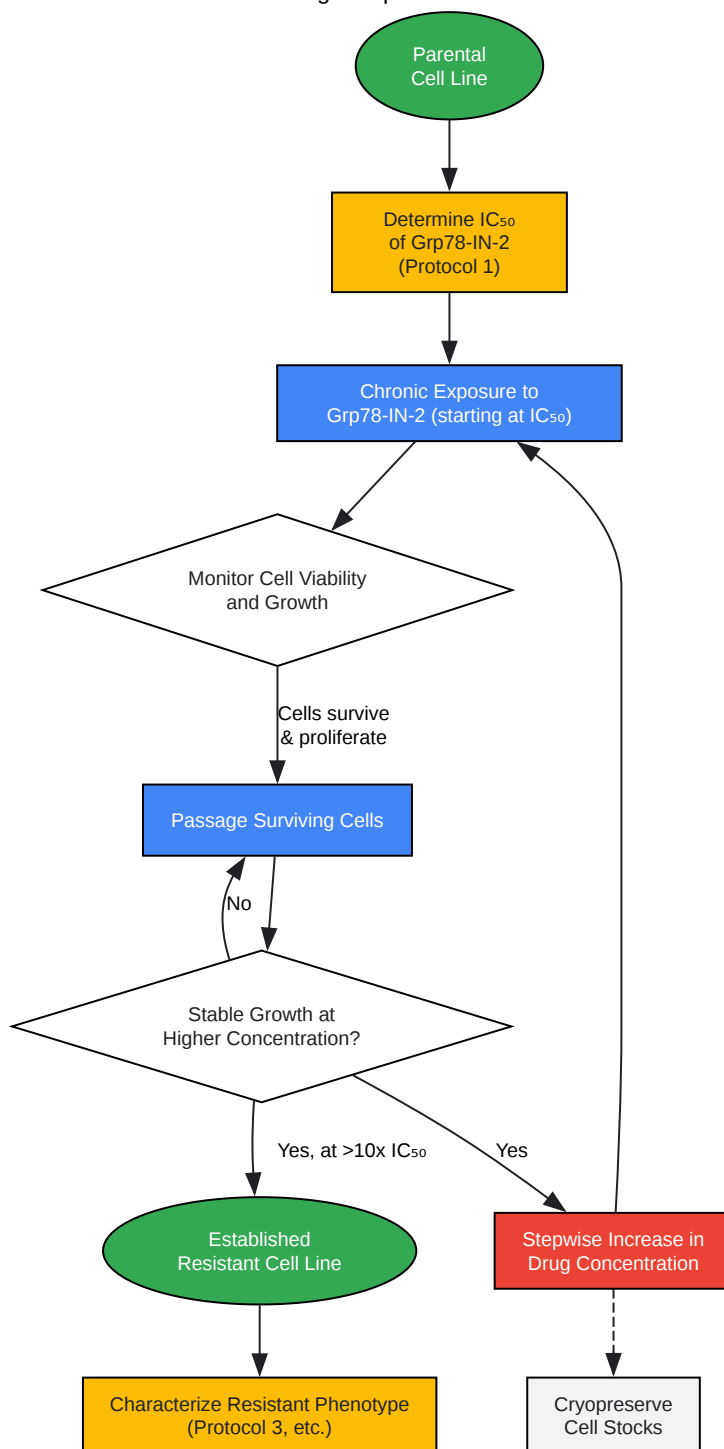 Parental
Cell Line
Determine IC₅₀
of Grp78-IN-2
(Protocol 1)
Chronic Exposure to
Grp78-IN-2 (starting at IC₅₀)
Monitor Cell Viability
and Growth
Cells survive
& proliferate
Passage Surviving Cells
No
Stable Growth at
Higher Concentration?
Yes, at >10x IC₅₀
Yes
Established
Resistant Cell Line
Stepwise Increase in
Drug Concentration
Characterize Resistant Phenotype
(Protocol 3, etc.)
Cryopreserve
Cell Stocks